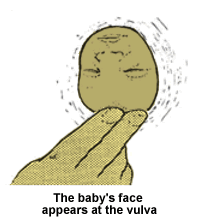 The baby's face
appears at the vulva